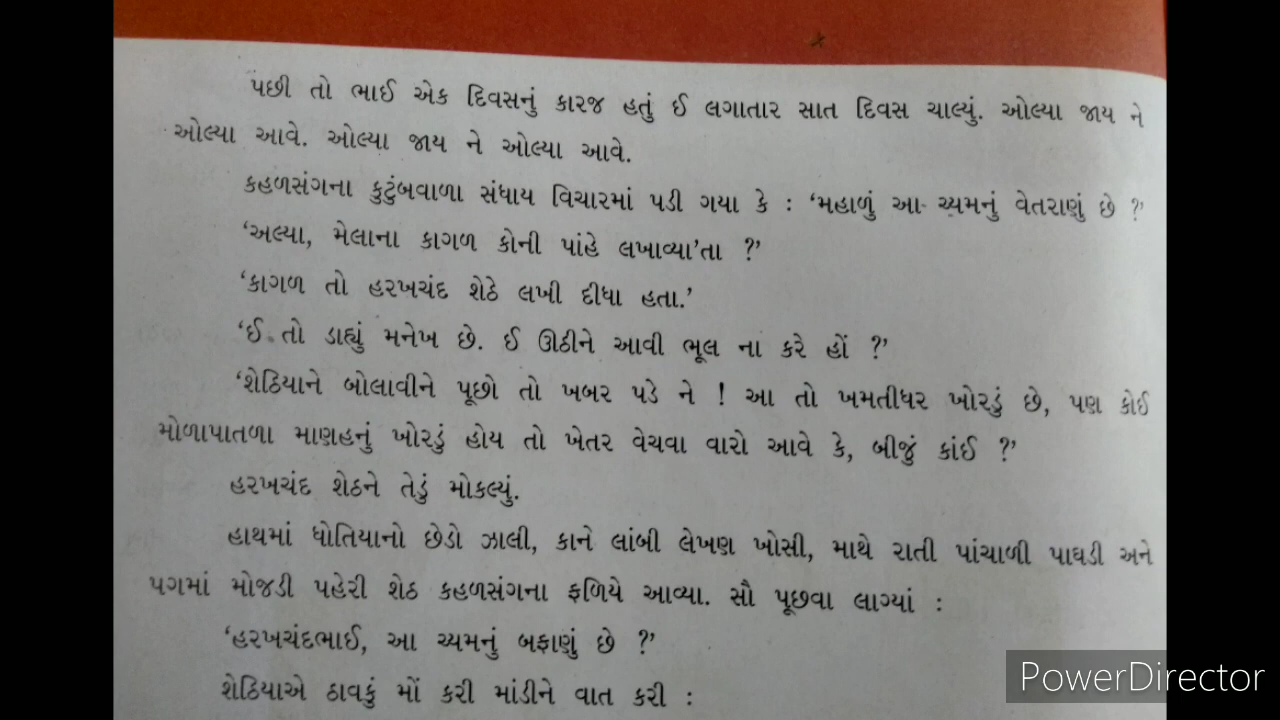 પછી તો ભાઈ એક દિવસનું કારજ હતું ઈ લગાતાર સાત દિવસ ચાલ્યું. ઓલ્યા જાય ને
ઓલ્યા આવે. ઓલ્યા જાય ને ઓલ્યા આવે.
કહળસંગના કુટુંબવાળા સંધાય વિચારમાં પડી ગયા કે : ‘મહાળું આ ચ્યમનું વેતરાણું છે ?’
‘અલ્યા, મેલાના કાગળ કોની પાંહે લખાવ્યા’તા ?’
‘કાગળ તો હરખચંદ શેઠે લખી દીધા હતા.’
‘ઈ તો ડાહ્યું મનેખ છે. ઈ ઊઠીને આવી ભૂલ ના કરે હોં ?’
‘શેઠિયાને બોલાવીને પૂછો તો ખબર પડે ને ! આ તો ખમતીધર ખોરડું છે, પણ કોઈ
મોળાપાતળા માણહનું ખોરડું હોય તો ખેતર વેચવા વારો આવે કે, બીજું કાંઈ ?’
હરખચંદ શેઠને તેડું મોકલ્યું.
હાથમાં ધોતિયાનો છેડો ઝાલી, કાને લાંબી લેખણ ખોસી, માથે રાતી પાંચાળી પાઘડી અને
પગમાં મોજડી પહેરી શેઠ કહળસંગના ફળિયે આવ્યા. સૌ પૂછવા લાગ્યાં :
‘હરખચંદભાઈ, આ ચ્યમનું બફાણું છે ?’
શેઠિયાએ ઠાવકું મોં કરી માંડીને વાત કરી :
PowerDirector